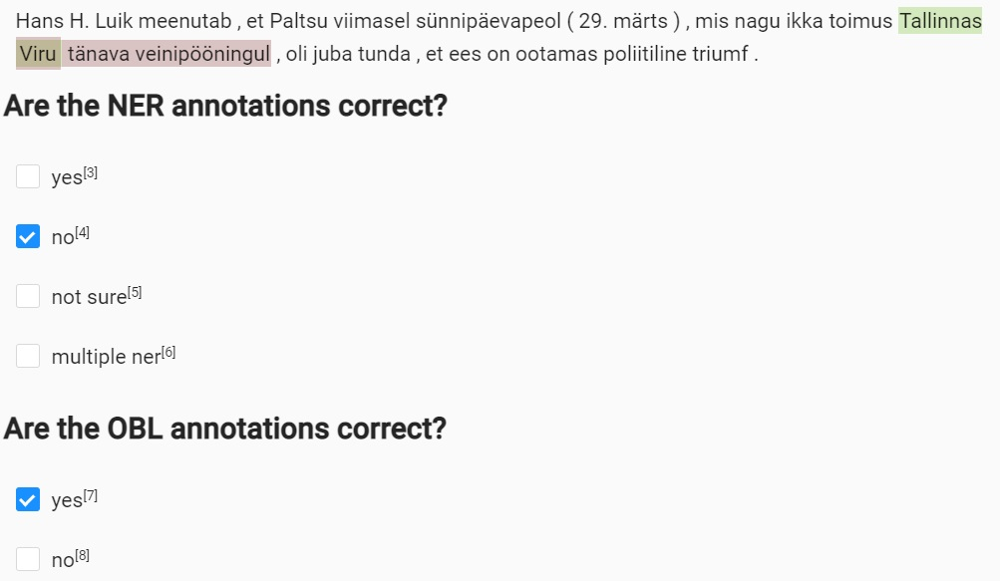 Hans H. Luik meenutab , et Paltsu viimasel sünnipäevapeol ( 29. märts ) , mis nagu ikka toimus Tallinnas
Viru tänava veinipööningul , oli juba tunda , et ees on ootamas poliitiline triumf .
Are the NER annotations correct?
yes[3]
no[4]
not sure[5]
multiple ner[6]
Are the OBL annotations correct?
yes[7]
no[8]